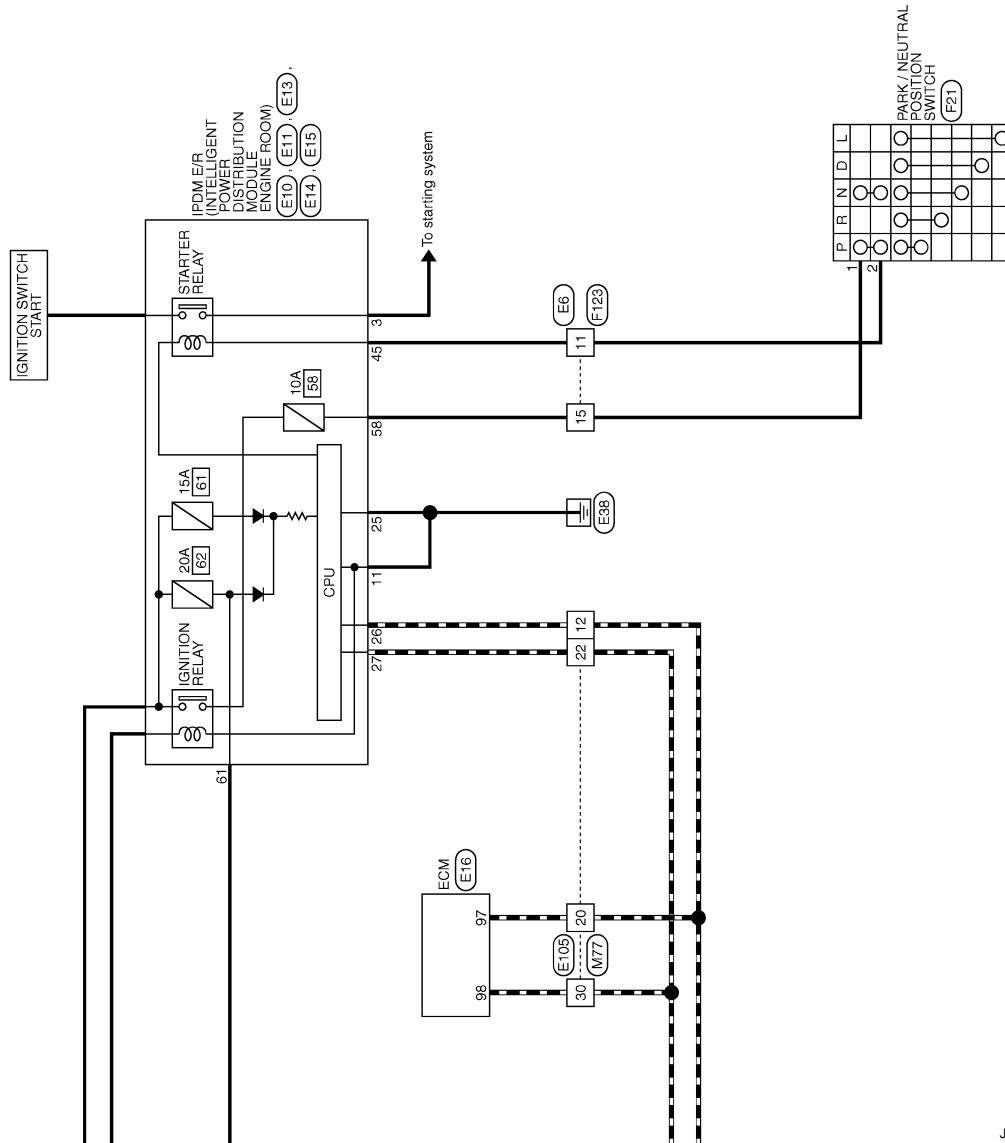 IGNITION SWITCH
START
IPDM E/R
(INTELLIGENT
POWER
DISTRIBUTION
MODULE
ENGINE ROOM)
E10 , E11 , E13 ,
E14 , E15
STARTER
RELAY
To starting system
3
45
10A
58
58
15A
61
20A
62
CPU
25
11
26
27
IGNITION
RELAY
61
E6
F123
11
15
E38
12
22
PARK / NEUTRAL
POSITION
SWITCH
F21
P R N D L
1
2
ECM
E16
97
98
20
30
E105
M77
J